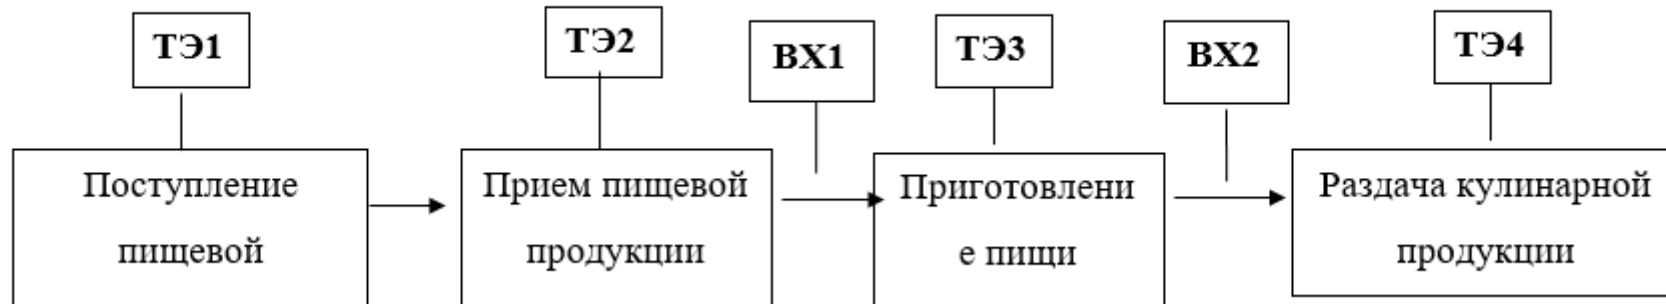 ТЭ1
ТЭ2
ВХ1
ТЭ3
ВХ2
ТЭ4
Поступление
пищевой
Прием пищевой
продукции
Приготовлени
е пищи
Раздача кулинарной
продукции